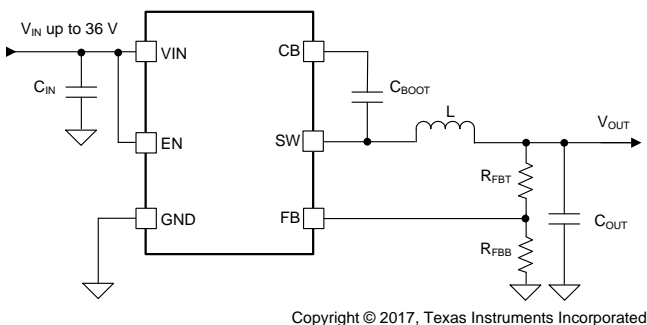 V_IN up to 36 V
VIN
CB
C_IN
C_BOOT
L
V_OUT
EN
SW
R_FBT
GND
FB
C_OUT
R_FBB
Copyright © 2017, Texas Instruments Incorporated